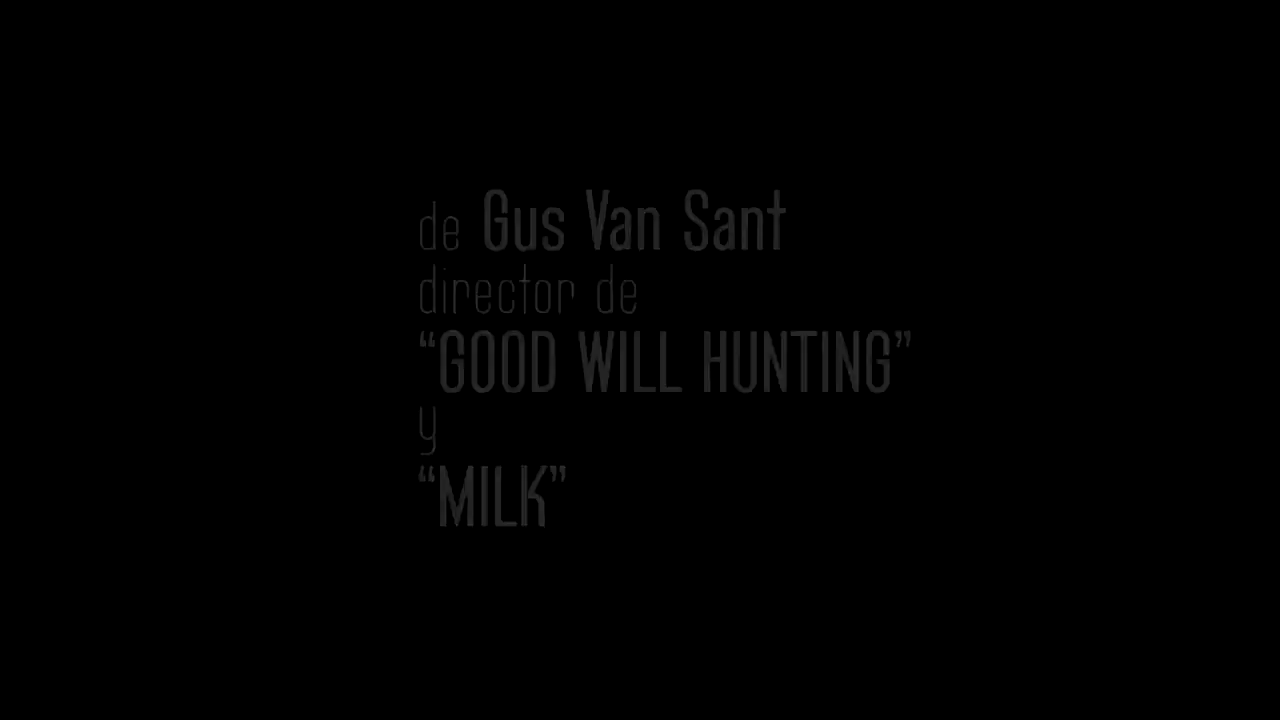 de Gus Van Sant
director de
“GOOD WILL HUNTING”
y
“MILK”